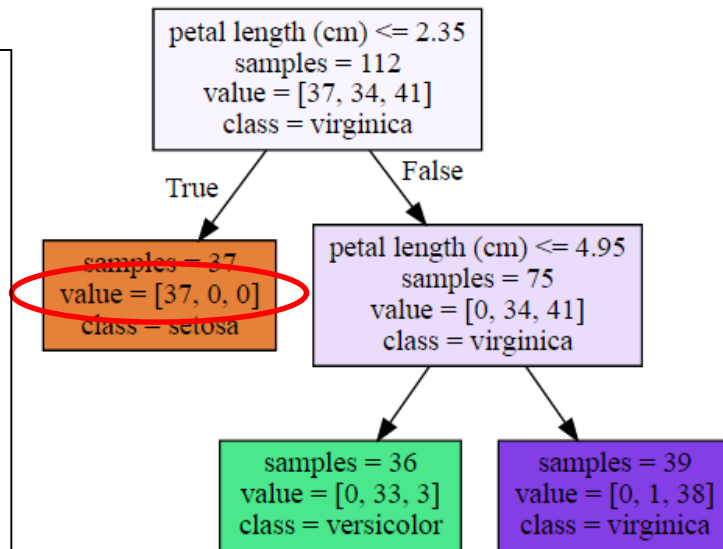 petal length (cm) <= 2.35
samples = 112
value = [37, 34, 41]
class = virginica
True
False
samples = 37
value = [37, 0, 0]
class = setosa
petal length (cm) <= 4.95
samples = 75
value = [0, 34, 41]
class = virginica
samples = 36
value = [0, 33, 3]
class = versicolor
samples = 39
value = [0, 1, 38]
class = virginica